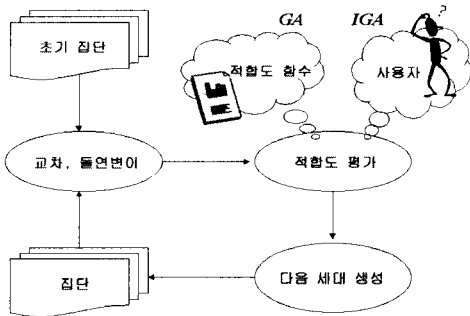 GA
IGA
초기 집단
적합도 함수
사용자
?
교차, 돌연변이
적합도 평가
집단
다음 세대 생성